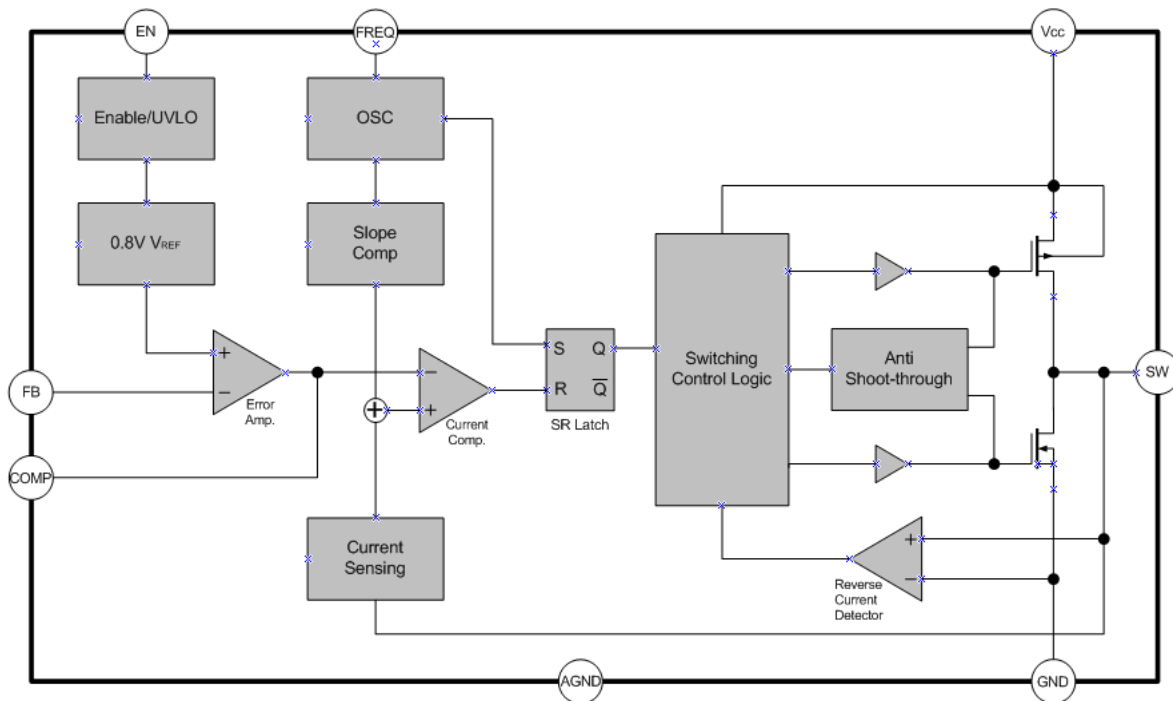 EN
FREQ
Vcc
Enable/UVLO
OSC
0.8V VREF
Slope
Comp
+
−
Error
Amp.
−
+
Current
Comp.
+
S Q
R Q̅
SR Latch
Switching
Control Logic
Anti
Shoot-through
SW
FB
COMP
Current
Sensing
+
−
Reverse
Current
Detector
AGND
GND